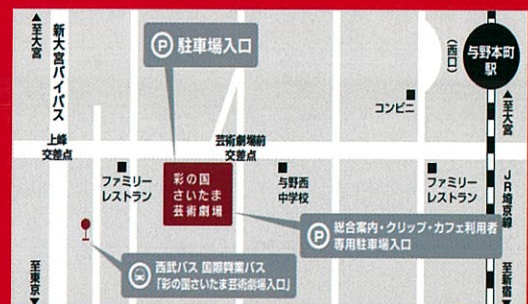 ▲至大宮
新大宮バイパス
P 駐車場入口
(西口)
与野本町
駅
▲至大宮
コンビニ
上峰
交差点
芸術劇場前
交差点
ファミリー
レストラン
彩の国
さいたま
芸術劇場
与野西
中学校
ファミリー
レストラン
JR埼京線
P 総合案内・クリップ・カフェ利用者
専用駐車場入口
西武バス 国際興業バス
「彩の国さいたま芸術劇場入口」
至東京▼
至新宿